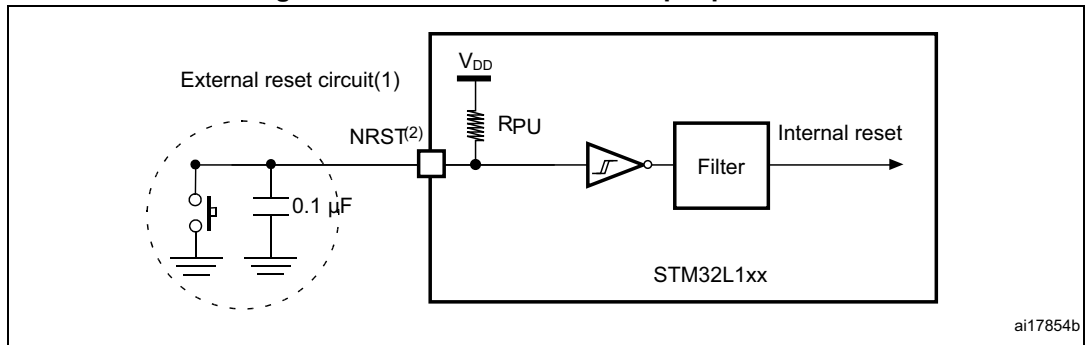 External reset circuit(1)
VDD
NRST(2)
RPU
Internal reset
Filter
0.1 µF
STM32L1xx
ai17854b